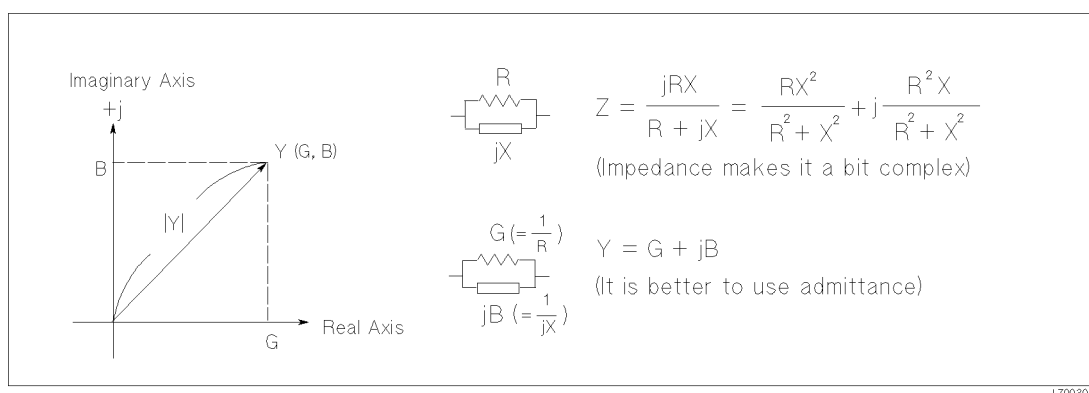 Imaginary Axis
+j
B
Y (G, B)
|Y|
Real Axis
G
R
jX
Z = jRX / (R + jX) = RX² / (R² + X²) + j R²X / (R² + X²)
(Impedance makes it a bit complex)
G (= 1/R)
jB (= 1/jX)
Y = G + jB
(It is better to use admittance)